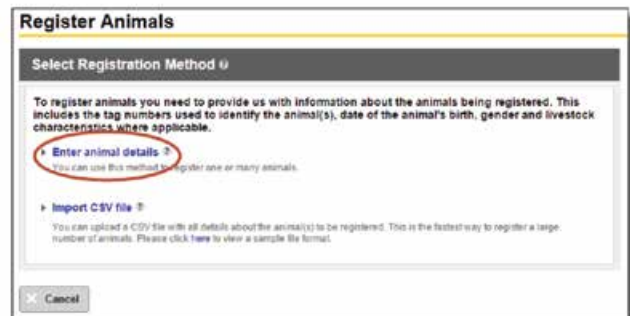 Register Animals
Select Registration Method
To register animals you need to provide us with information about the animals being registered. This
includes the tag numbers used to identify the animal(s), date of the animal's birth, gender and livestock
characteristics where applicable.
Enter animal details
You can use this method to register one or many animals.
Import CSV file
You can upload a CSV file with all details about the animal(s) to be registered. This is the fastest way to register a large
number of animals. Please click here to view a sample file format.
Cancel